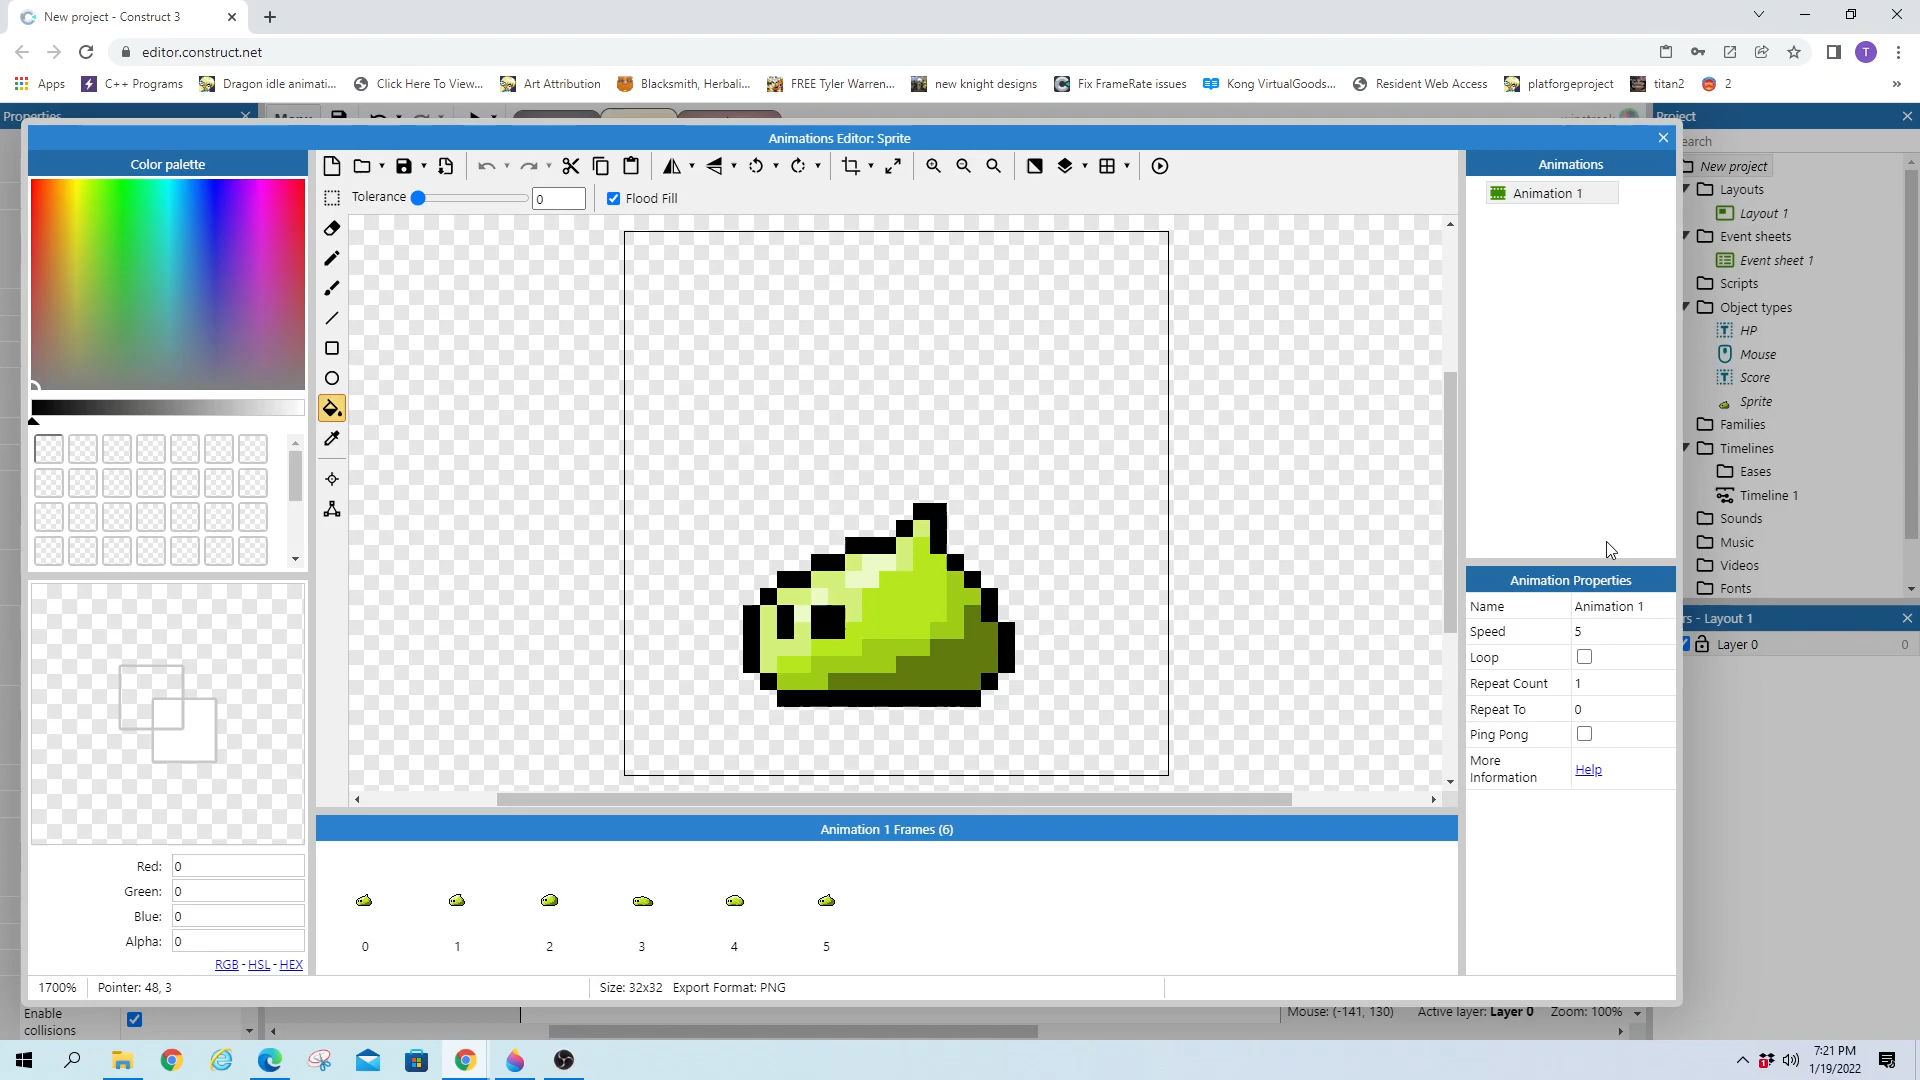 New project - Construct 3
editor.construct.net
T
Apps
C++ Programs
Dragon idle animati...
Click Here To View...
Art Attribution
Blacksmith, Herbali...
FREE Tyler Warren...
new knight designs
Fix FrameRate issues
Kong VirtualGoods...
Resident Web Access
platforgeproject
titan2
2
»
Properties
Menu
Project
Animations Editor: Sprite
Color palette
Animations
Tolerance
0
Flood Fill
Animation 1
earch
New project
Layouts
Layout 1
Event sheets
Event sheet 1
Scripts
Object types
HP
Mouse
Score
Sprite
Families
Timelines
Eases
Timeline 1
Sounds
Music
Videos
Fonts
Animation Properties
Name Animation 1
Speed 5
Loop
Repeat Count 1
Repeat To 0
Ping Pong
More
Information
Help
rs - Layout 1
Layer 0 0
Animation 1 Frames (6)
0 1 2 3 4 5
Red: 0
Green: 0
Blue: 0
Alpha: 0
RGB - HSL - HEX
1700%
Pointer: 48, 3
Size: 32x32 Export Format: PNG
Enable
collisions
Mouse: (-141, 130) Active layer: Layer 0 Zoom: 100%
7:21 PM
1/19/2022